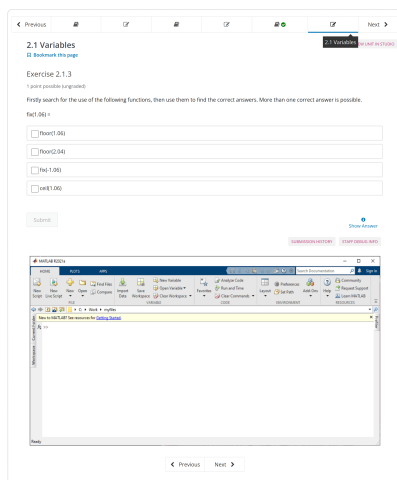 Previous
Next
2.1 Variables
2.1 Variables
Bookmark this page
Exercise 2.1.3
1 point possible (ungraded)
Firstly search for the use of the following functions, then use them to find the correct answers. More than one correct answer is possible.
fix(1.06) =
floor(1.06)
floor(2.04)
fix(-1.06)
ceil(1.06)
Submit
Show Answer
SUBMISSION HISTORY
STAFF DEBUG INFO
MATLAB R2021a
HOME PLOTS APPS
Search Documentation
Sign In
New Script
New Live Script
New
Open
Find Files
Compare
Import Data
Save Workspace
New Variable
Open Variable
Clear Workspace
Favorites
Analyze Code
Run and Time
Clear Commands
Layout
Preferences
Set Path
Add-Ons
Help
Community
Request Support
Learn MATLAB
FILE VARIABLE CODE ENVIRONMENT RESOURCES
C: Work myfiles
New to MATLAB? See resources for Getting Started.
fx >>
Current Folder
Workspace
Ready
Previous Next